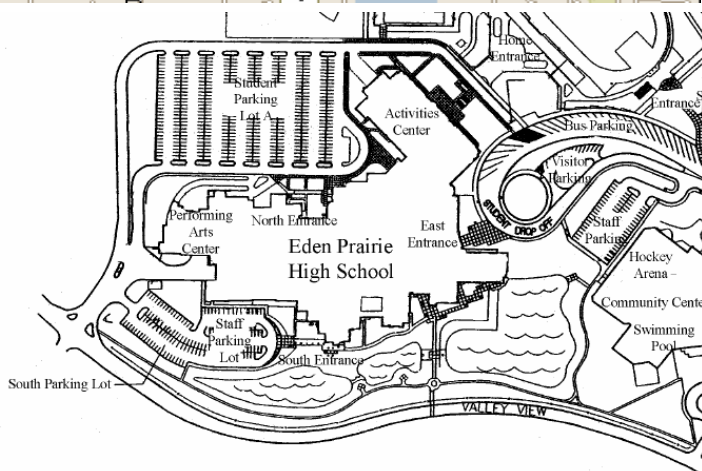 Home
Entrance
Student
Parking
Lot A
Activities
Center
Entrance
Bus Parking
Visitor
Parking
Performing
Arts
Center
North Entrance
STUDENT DROP OFF
Staff
Parking
East
Entrance
Eden Prairie
High School
Hockey
Arena –
Community Cente
Swimming
Pool
Staff
Parking
Lot
South Entrance
South Parking Lot
VALLEY VIEW